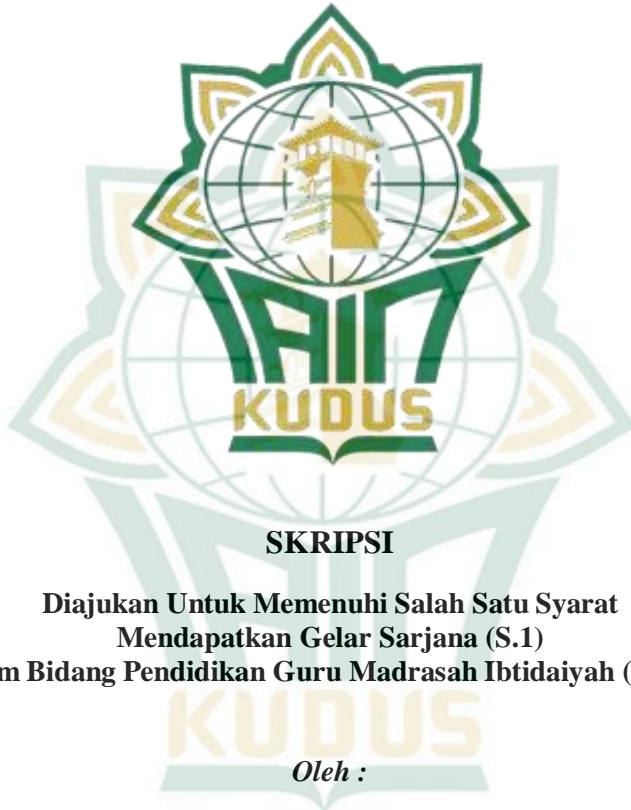 IAIN
KUDUS
SKRIPSI
Diajukan Untuk Memenuhi Salah Satu Syarat
Mendapatkan Gelar Sarjana (S.1)
m Bidang Pendidikan Guru Madrasah Ibtidaiyah (
IAIN
KUDUS
Oleh :